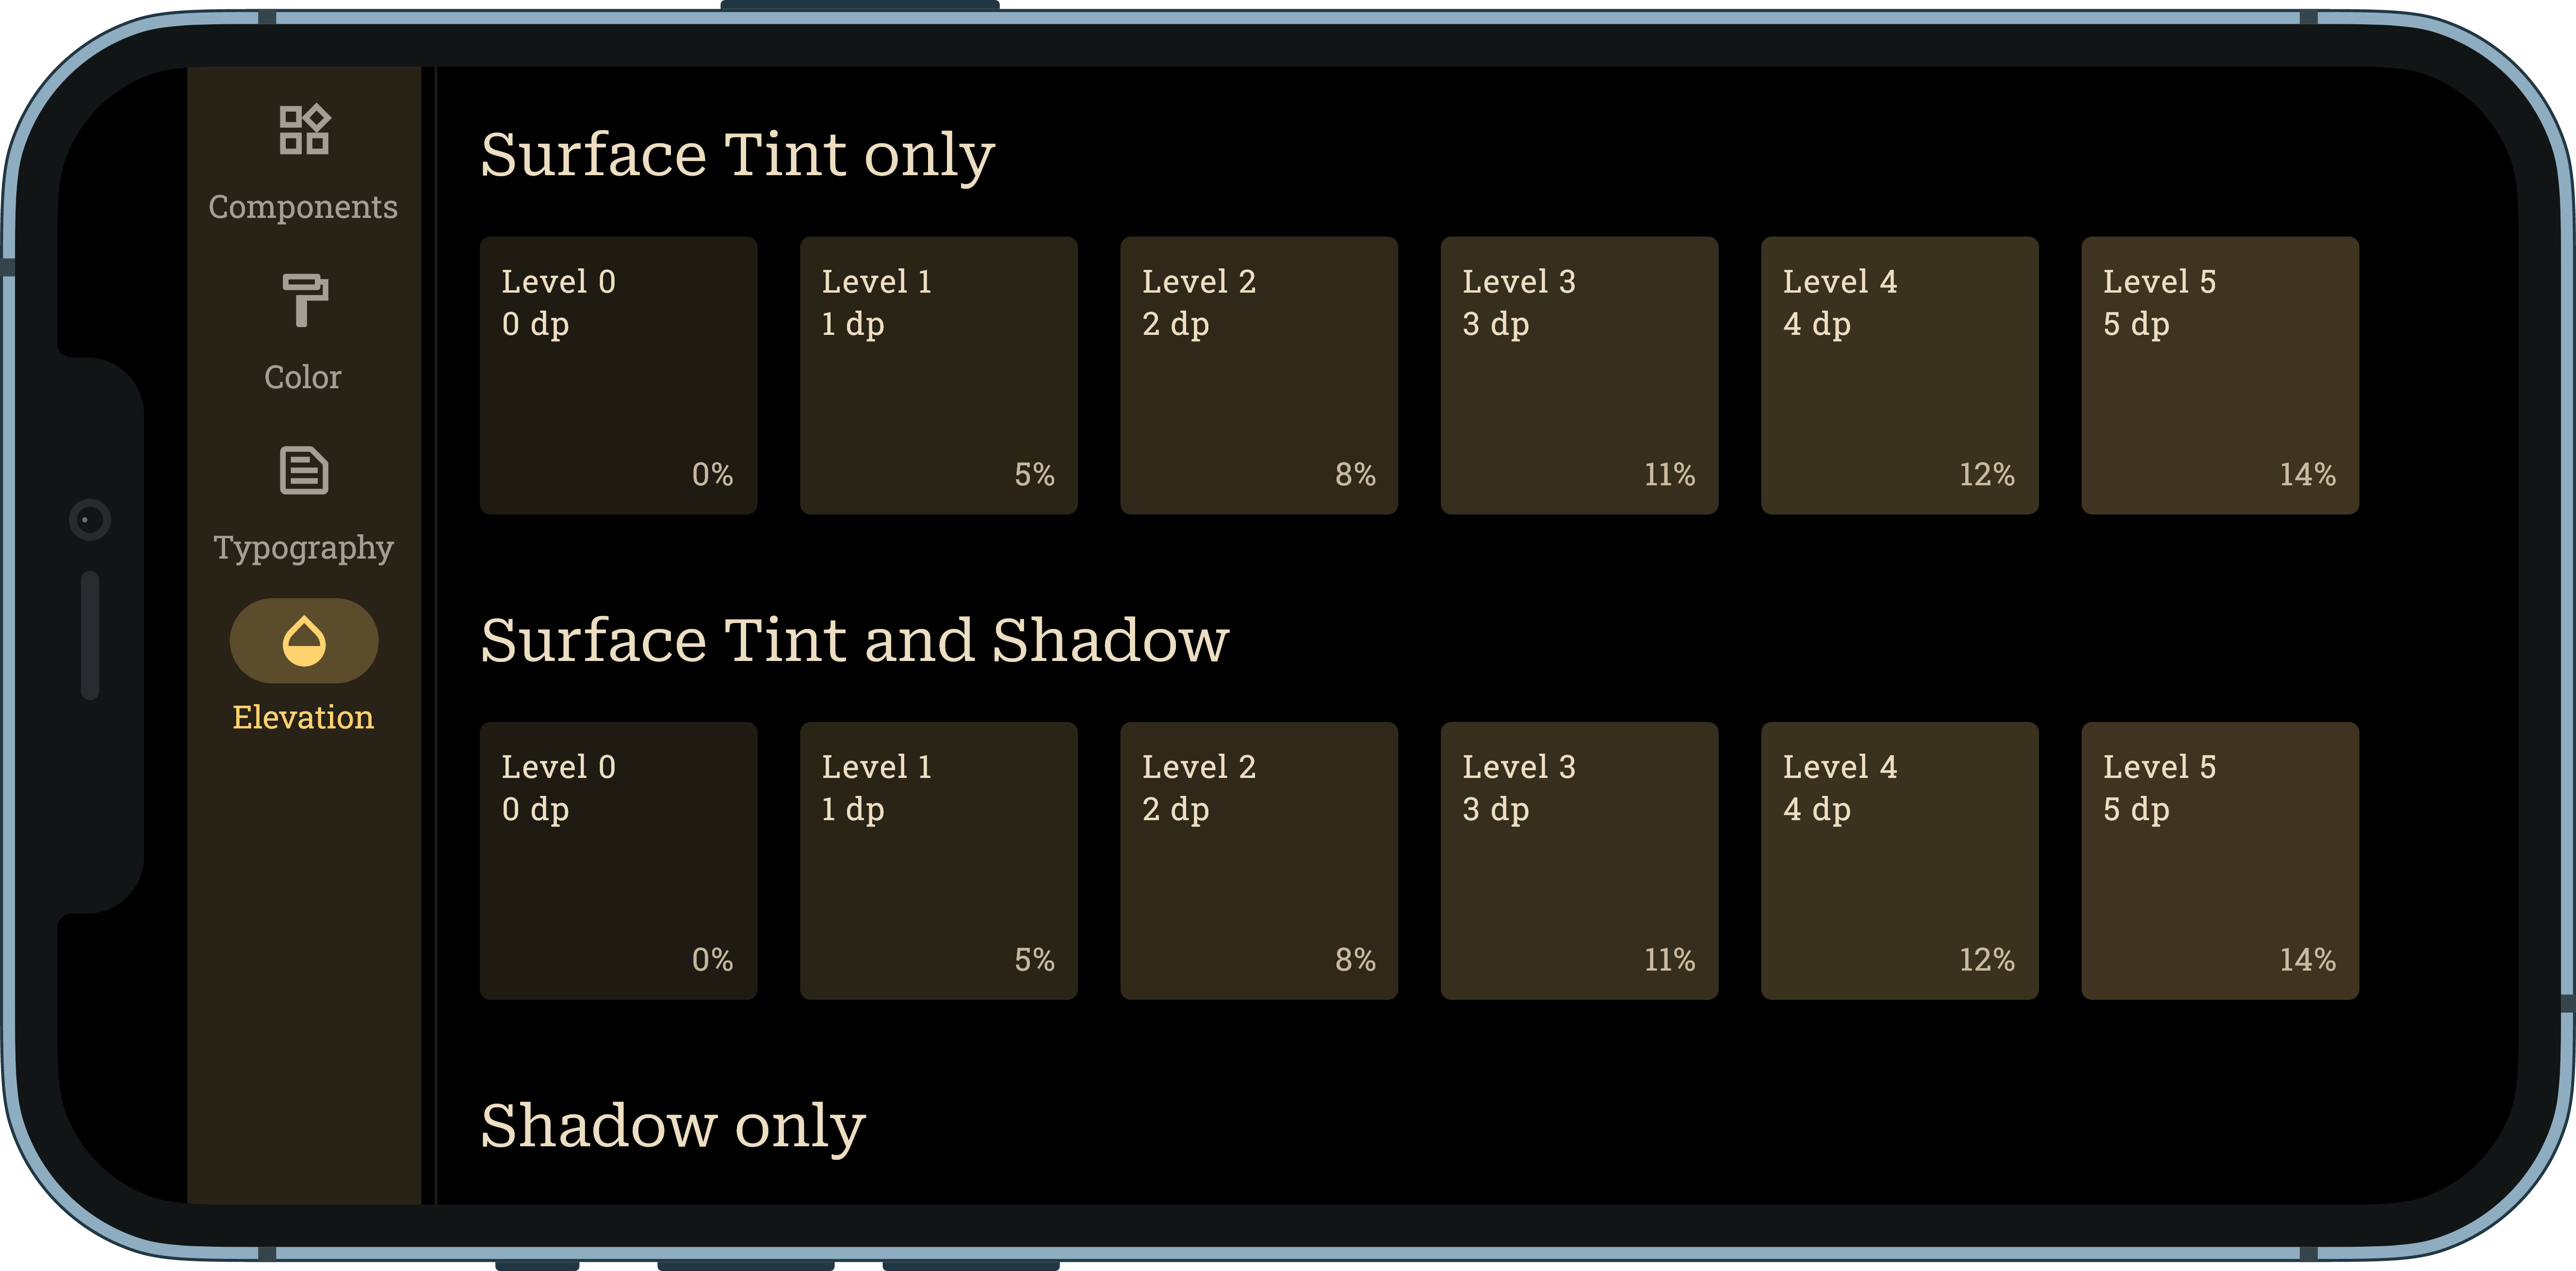 Components
Color
Typography
Elevation
Surface Tint only
Level 0
0 dp
0%
Level 1
1 dp
5%
Level 2
2 dp
8%
Level 3
3 dp
11%
Level 4
4 dp
12%
Level 5
5 dp
14%
Surface Tint and Shadow
Level 0
0 dp
0%
Level 1
1 dp
5%
Level 2
2 dp
8%
Level 3
3 dp
11%
Level 4
4 dp
12%
Level 5
5 dp
14%
Shadow only